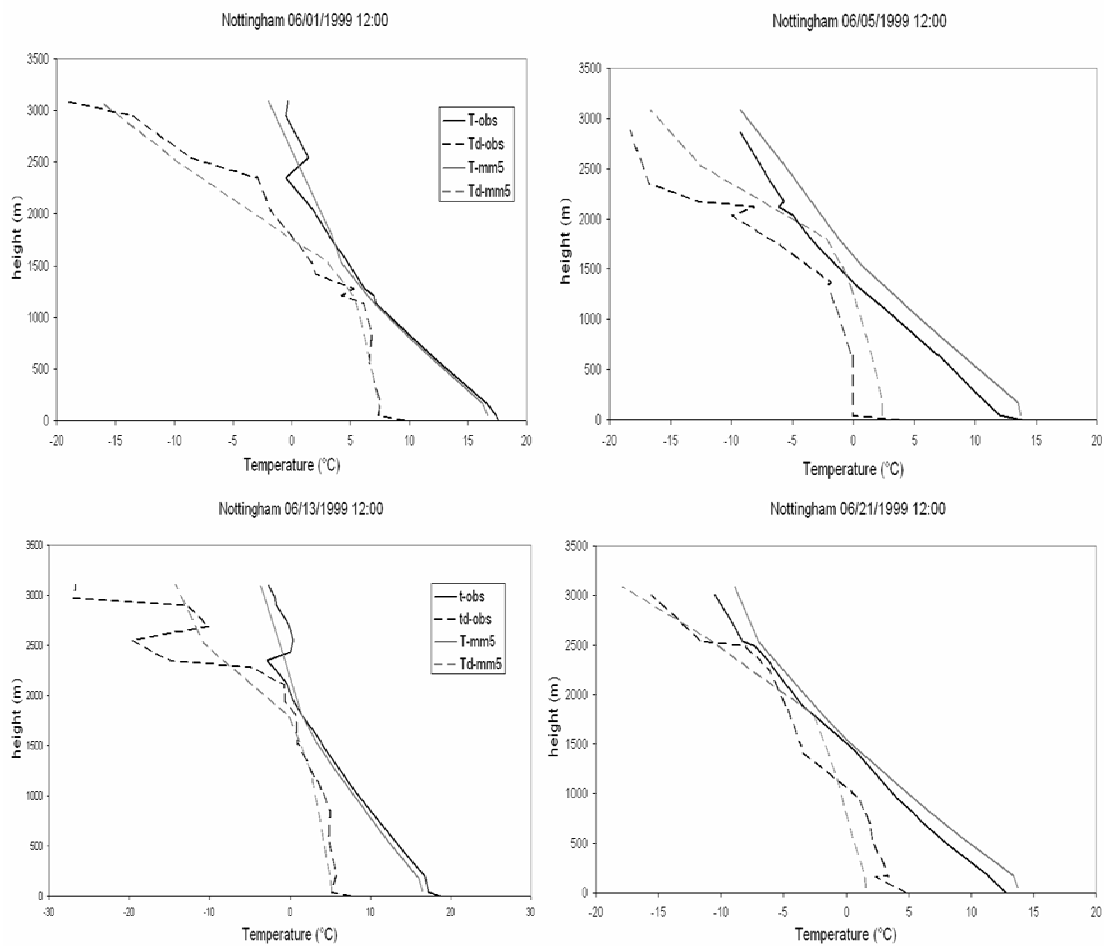 Nottingham 06/01/1999 12:00
3500
3000
2500
2000
1500
1000
500
0
height (m)
-20 -15 -10 -5 0 5 10 15 20
Temperature (°C)
T-obs
Td-obs
T-mm5
Td-mm5
Nottingham 06/05/1999 12:00
3500
3000
2500
2000
1500
1000
500
0
height (m)
-20 -15 -10 -5 0 5 10 15 20
Temperature (°C)
Nottingham 06/13/1999 12:00
3500
3000
2500
2000
1500
1000
500
0
height (m)
-30 -20 -10 0 10 20 30
Temperature (°C)
t-obs
td-obs
T-mm5
Td-mm5
Nottingham 06/21/1999 12:00
3500
3000
2500
2000
1500
1000
500
0
height (m)
-20 -15 -10 -5 0 5 10 15 20
Temperature (°C)